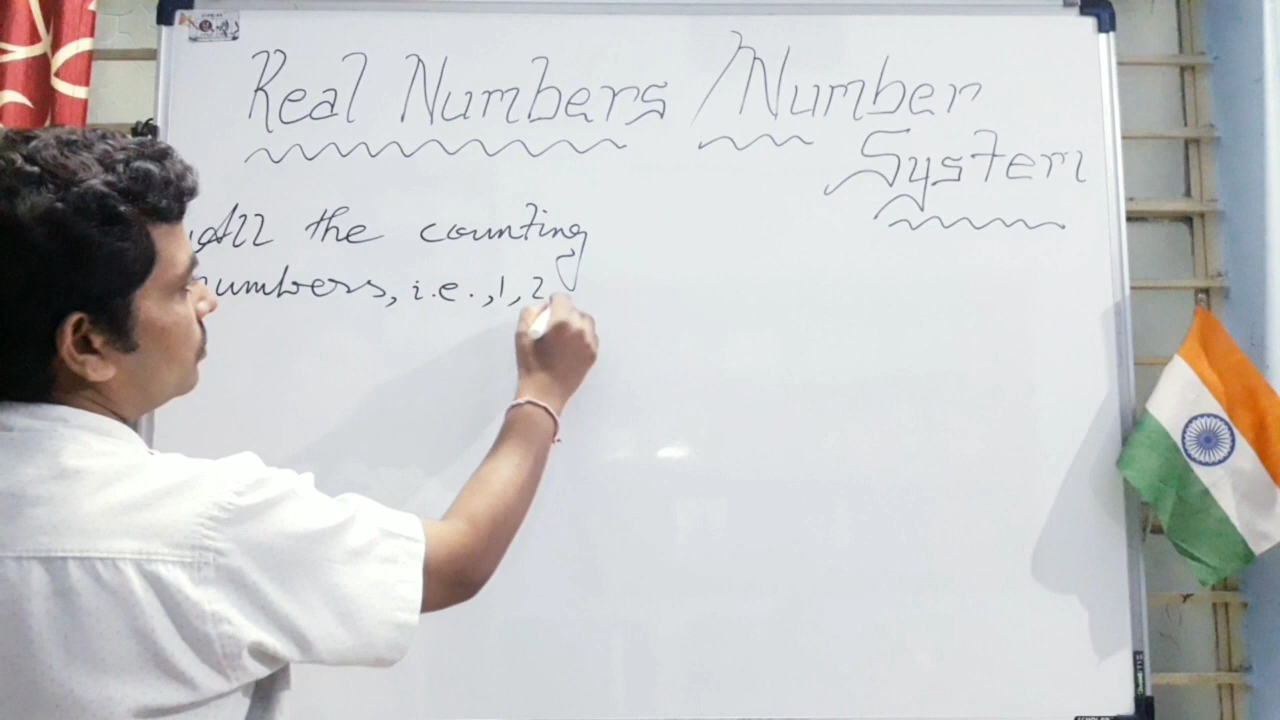 Real Numbers / Number
System
All the counting
numbers, i.e., 1, 2